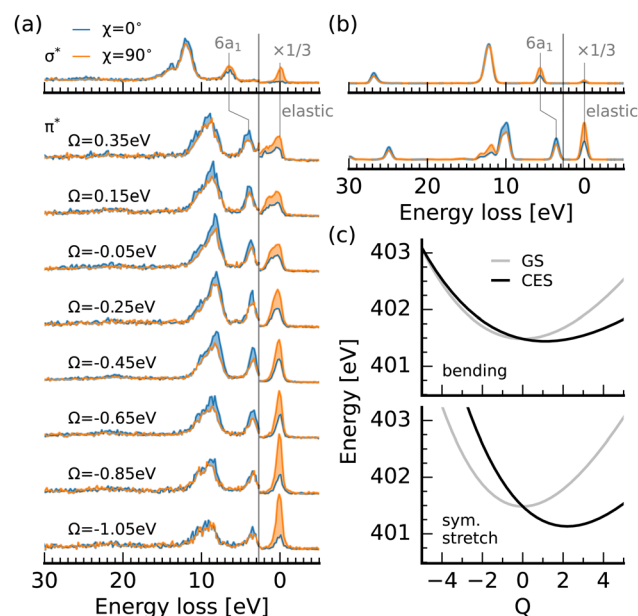 (a)
χ=0°
χ=90°
σ*
6a₁
×1/3
π*
elastic
Ω=0.35eV
Ω=0.15eV
Ω=-0.05eV
Ω=-0.25eV
Ω=-0.45eV
Ω=-0.65eV
Ω=-0.85eV
Ω=-1.05eV
30 20 10 0
Energy loss [eV]
(b)
6a₁
×1/3
elastic
30 20 10 0
Energy loss [eV]
(c)
GS
CES
403
402
401
bending
Energy [eV]
403
402
401
sym.
stretch
−4 −2 0 2 4
Q